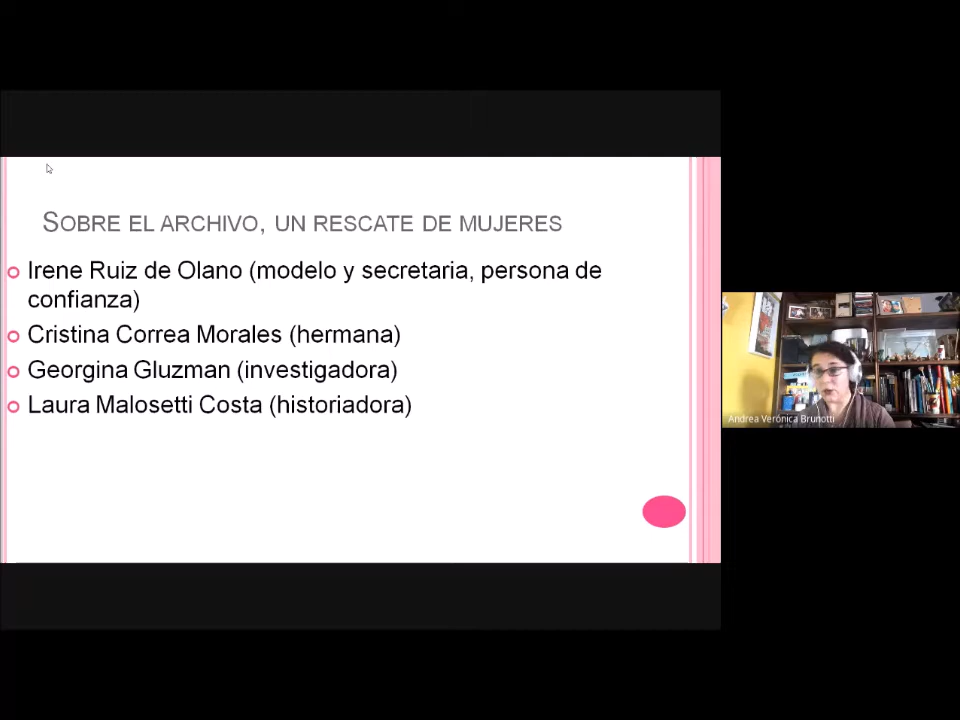 SOBRE EL ARCHIVO, UN RESCATE DE MUJERES
Irene Ruiz de Olano (modelo y secretaria, persona de
confianza)
Cristina Correa Morales (hermana)
Georgina Gluzman (investigadora)
Laura Malosetti Costa (historiadora)
Andrea Verónica Brunotti